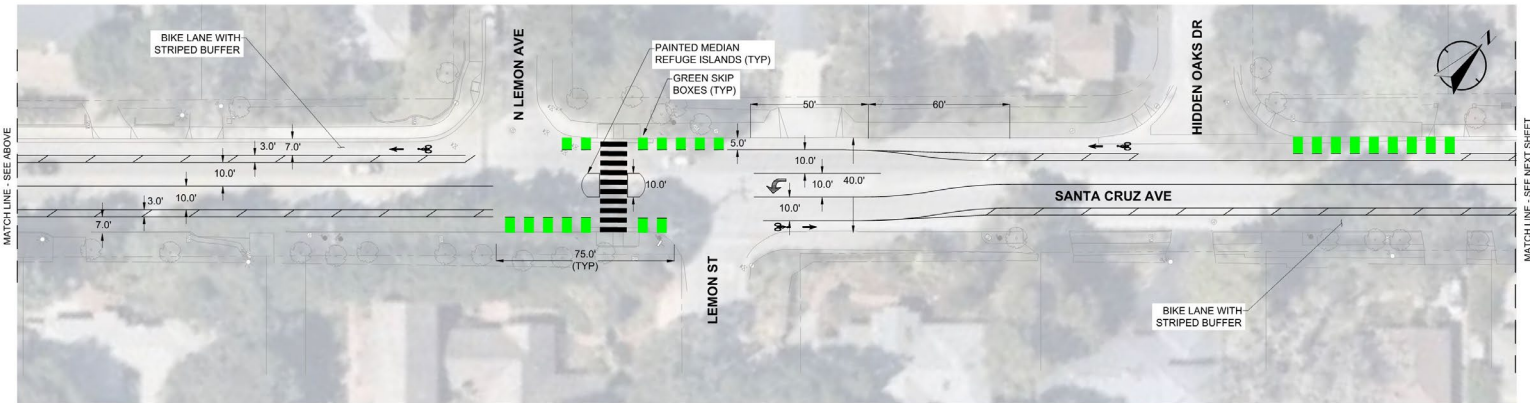 MATCH LINE - SEE ABOVE
BIKE LANE WITH
STRIPED BUFFER
N LEMON AVE
PAINTED MEDIAN
REFUGE ISLANDS (TYP)
GREEN SKIP
BOXES (TYP)
50'
60'
HIDDEN OAKS DR
N
3.0'
7.0'
10.0'
10.0'
3.0'
7.0'
10.0'
5.0'
10.0'
10.0'
40.0'
10.0'
SANTA CRUZ AVE
75.0'
(TYP)
LEMON ST
BIKE LANE WITH
STRIPED BUFFER
MATCH LINE - SEE NEXT SHEET